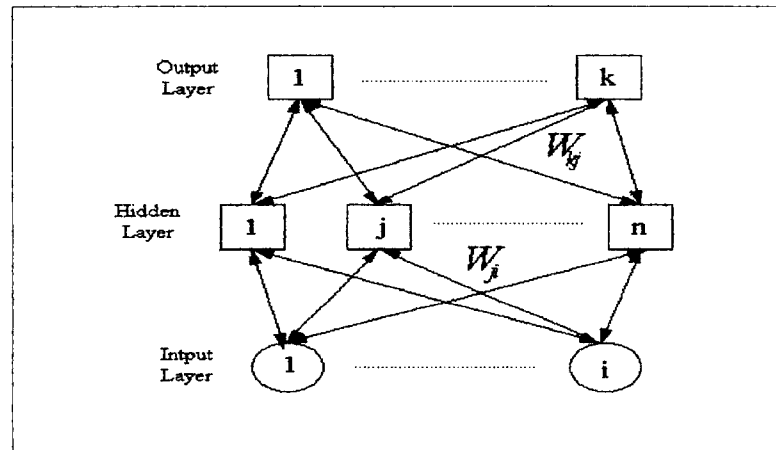 Output
Layer
1
k
W_kj
Hidden
Layer
1
j
n
W_ji
Intput
Layer
1
i